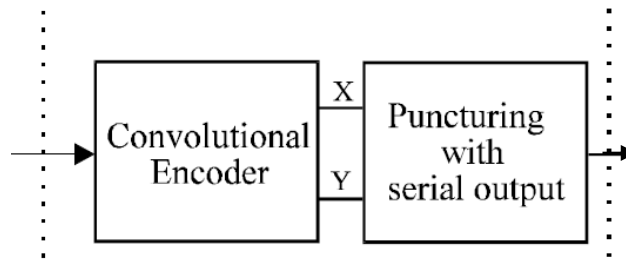 Convolutional
Encoder
X
Y
Puncturing
with
serial output